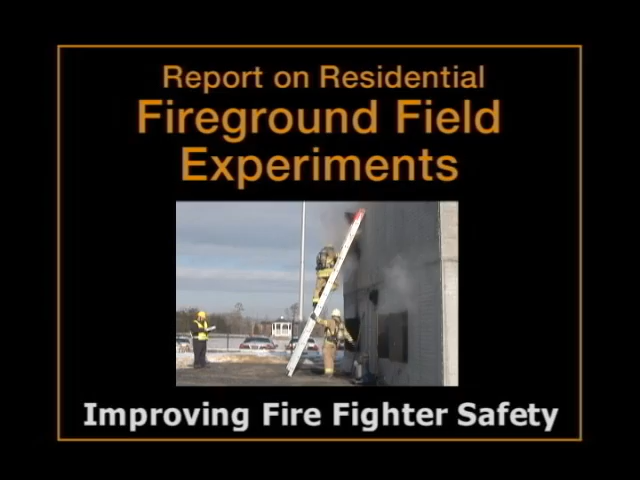 Report on Residential
Fireground Field
Experiments
Improving Fire Fighter Safety